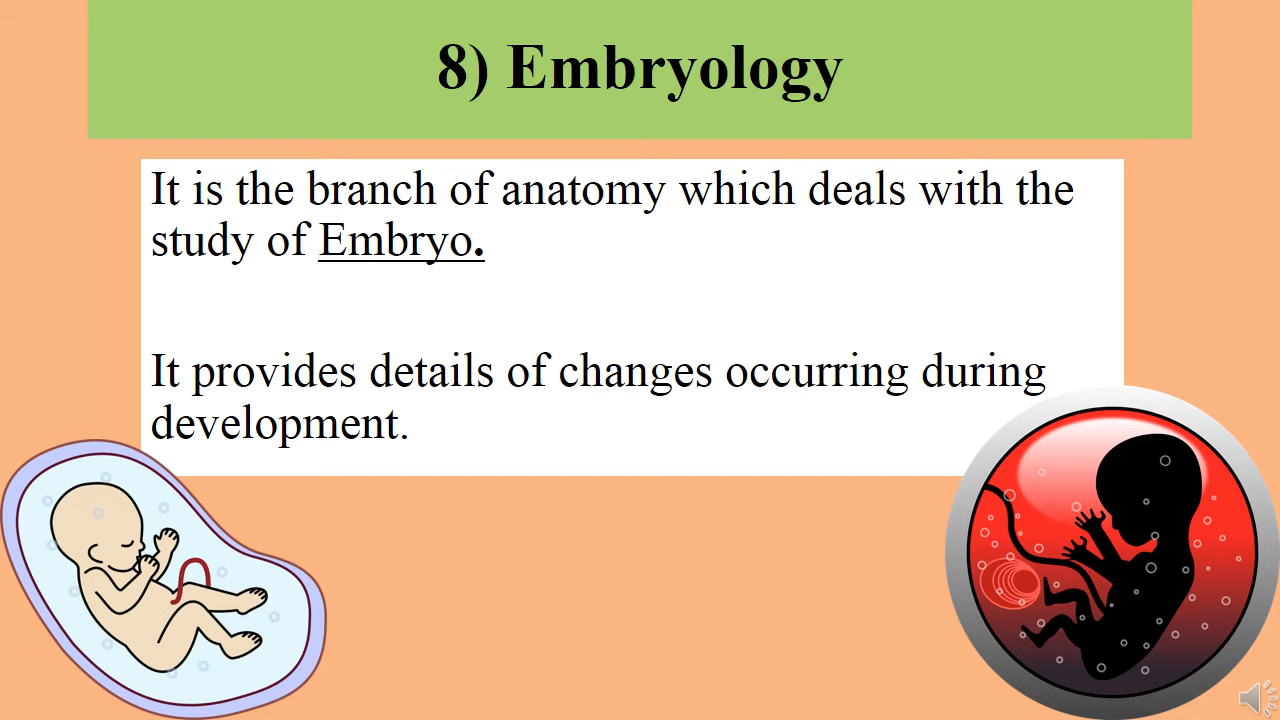 8) Embryology
It is the branch of anatomy which deals with the
study of Embryo.
It provides details of changes occurring during
development.